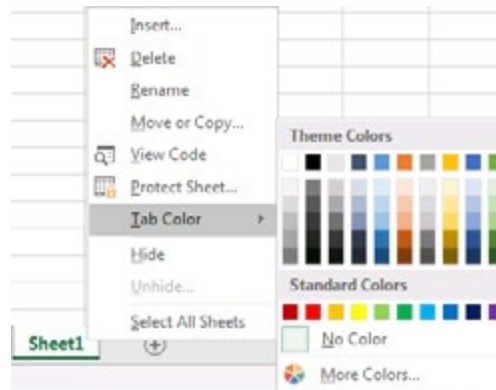 Insert...
Delete
Rename
Move or Copy...
View Code
Protect Sheet...
Tab Color
Hide
Unhide...
Select All Sheets
Sheet1
Theme Colors
Standard Colors
No Color
More Colors...